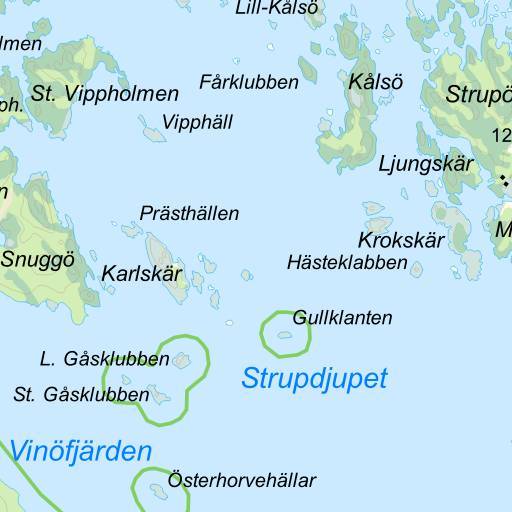 Lill-Kålsö
lmen
Fårklubben
Kålsö
St. Vippholmen
Strupö
ph.
Vipphäll
12
Ljungskär
n
Prästhällen
M
Krokskär
Snuggö
Karlskär
Hästeklabben
Gullklanten
L. Gåsklubben
Strupdjupet
St. Gåsklubben
Vinöfjärden
Österhorvehällar